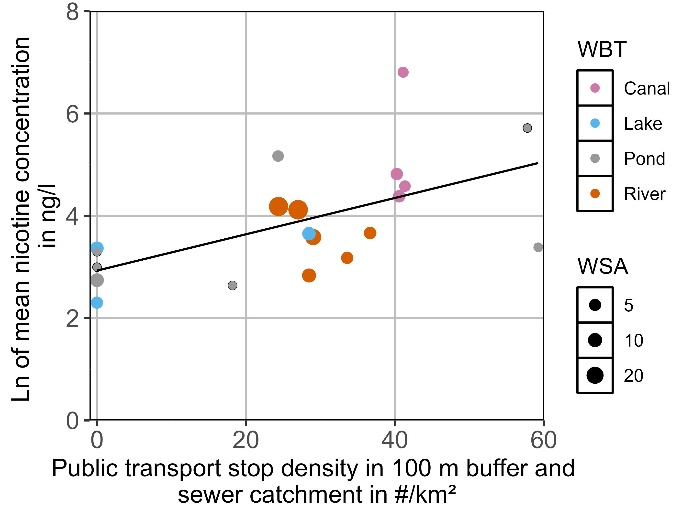 8
6
4
2
0
Ln of mean nicotine concentration
in ng/l
0
20
40
60
Public transport stop density in 100 m buffer and
sewer catchment in #/km²
WBT
Canal
Lake
Pond
River
WSA
5
10
20